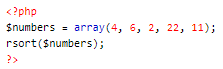 <?php
$numbers = array(4, 6, 2, 22, 11);
rsort($numbers);
?>